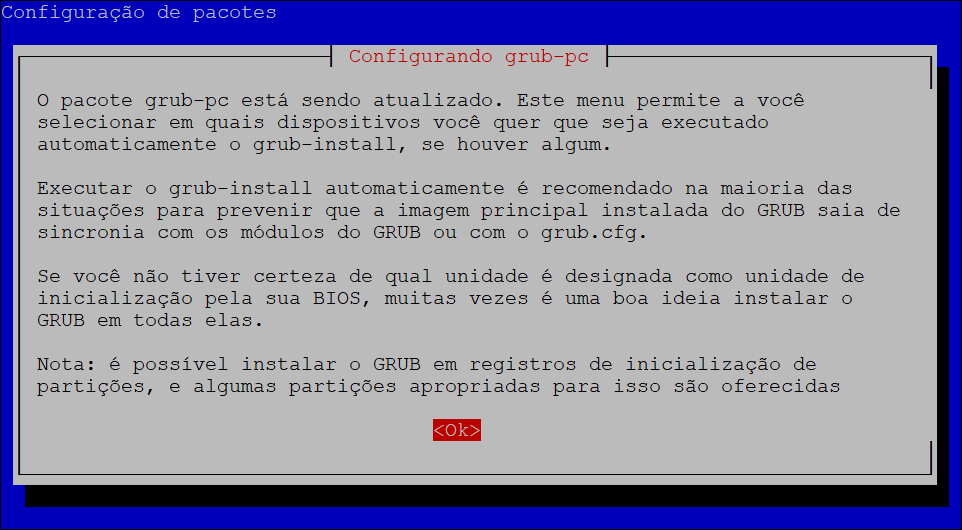 Configuração de pacotes
Configurando grub-pc
O pacote grub-pc está sendo atualizado. Este menu permite a você
selecionar em quais dispositivos você quer que seja executado
automaticamente o grub-install, se houver algum.
Executar o grub-install automaticamente é recomendado na maioria das
situações para prevenir que a imagem principal instalada do GRUB saia de
sincronia com os módulos do GRUB ou com o grub.cfg.
Se você não tiver certeza de qual unidade é designada como unidade de
inicialização pela sua BIOS, muitas vezes é uma boa ideia instalar o
GRUB em todas elas.
Nota: é possível instalar o GRUB em registros de inicialização de
partições, e algumas partições apropriadas para isso são oferecidas
<Ok>